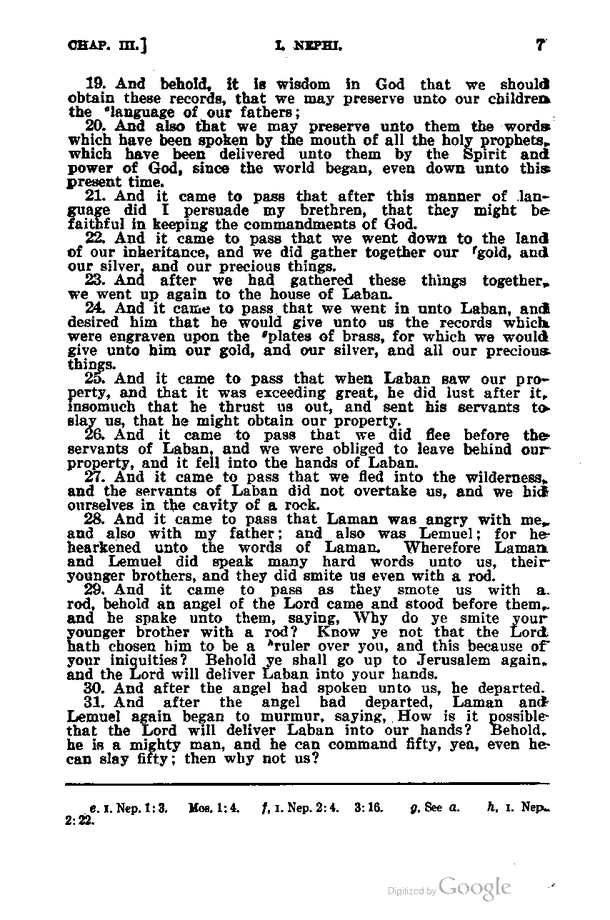 CHAP. III.] I. NEPHI. 7
19. And behold, it is wisdom in God that we should
obtain these records, that we may preserve unto our children
the ᵉlanguage of our fathers;
20. And also that we may preserve unto them the words
which have been spoken by the mouth of all the holy prophets,
which have been delivered unto them by the Spirit and
power of God, since the world began, even down unto this
present time.
21. And it came to pass that after this manner of lan-
guage did I persuade my brethren, that they might be
faithful in keeping the commandments of God.
22. And it came to pass that we went down to the land
of our inheritance, and we did gather together our ᶠgold, and
our silver, and our precious things.
23. And after we had gathered these things together,
we went up again to the house of Laban.
24. And it came to pass that we went in unto Laban, and
desired him that he would give unto us the records which
were engraven upon the ᵍplates of brass, for which we would
give unto him our gold, and our silver, and all our precious
things.
25. And it came to pass that when Laban saw our pro-
perty, and that it was exceeding great, he did lust after it,
insomuch that he thrust us out, and sent his servants to
slay us, that he might obtain our property.
26. And it came to pass that we did flee before the
servants of Laban, and we were obliged to leave behind our
property, and it fell into the hands of Laban.
27. And it came to pass that we fled into the wilderness,
and the servants of Laban did not overtake us, and we hid
ourselves in the cavity of a rock.
28. And it came to pass that Laman was angry with me,
and also with my father; and also was Lemuel; for he
hearkened unto the words of Laman. Wherefore Laman
and Lemuel did speak many hard words unto us, their
younger brothers, and they did smite us even with a rod.
29. And it came to pass as they smote us with a
rod, behold an angel of the Lord came and stood before them,
and he spake unto them, saying, Why do ye smite your
younger brother with a rod? Know ye not that the Lord
hath chosen him to be a ʰruler over you, and this because of
your iniquities? Behold ye shall go up to Jerusalem again,
and the Lord will deliver Laban into your hands.
30. And after the angel had spoken unto us, he departed.
31. And after the angel had departed, Laman and
Lemuel again began to murmur, saying, How is it possible
that the Lord will deliver Laban into our hands? Behold,
he is a mighty man, and he can command fifty, yea, even he
can slay fifty; then why not us?
e. I. Nep. 1:3. Mos. 1:4. f, I. Nep. 2:4. 3:16. g, See a. h, I. Nep.
2:22.
Digitized by Google